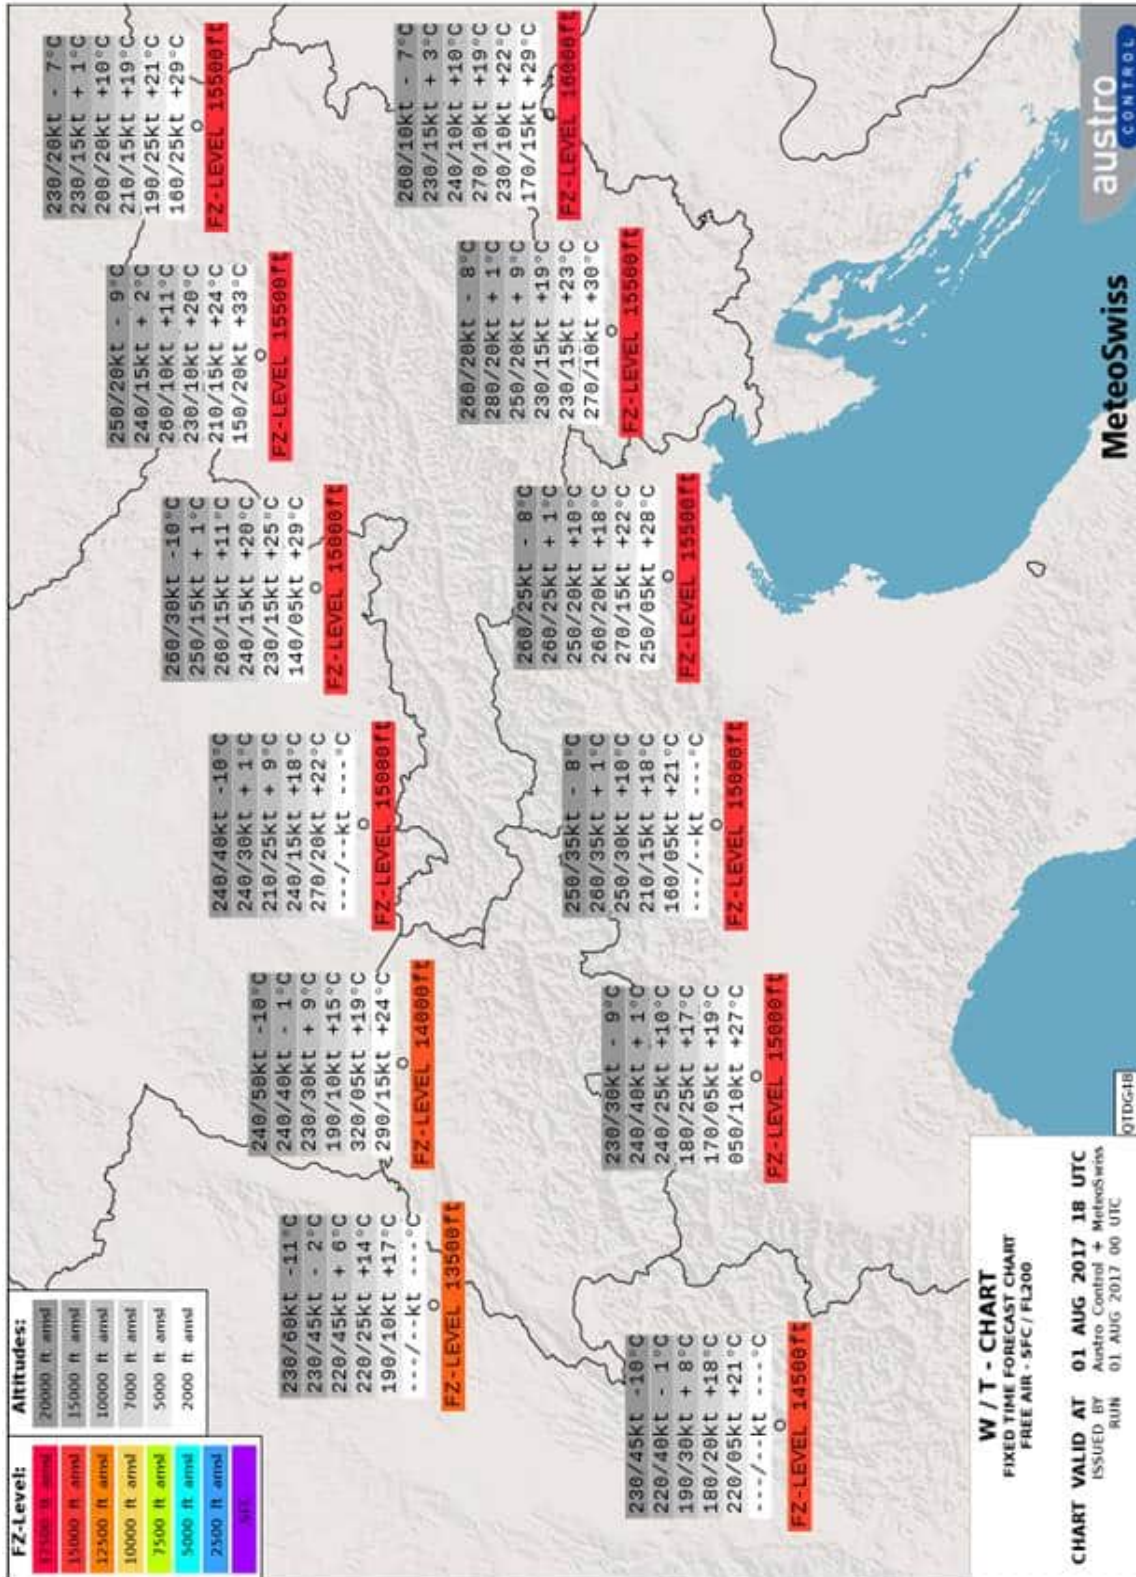 FZ-Level:
17500 ft amsl
15000 ft amsl
12500 ft amsl
10000 ft amsl
7500 ft amsl
5000 ft amsl
2500 ft amsl
SFC
Altitudes:
20000 ft amsl
15000 ft amsl
10000 ft amsl
7000 ft amsl
5000 ft amsl
2000 ft amsl
230/60kt -11°C
230/45kt - 2°C
220/45kt + 6°C
220/25kt +14°C
190/10kt +17°C
---/--kt ---°C
FZ-LEVEL 13500ft
240/50kt -10°C
240/40kt - 1°C
230/30kt + 9°C
190/10kt +15°C
320/05kt +19°C
290/15kt +24°C
FZ-LEVEL 14000ft
240/40kt -10°C
240/30kt + 1°C
210/25kt + 9°C
240/15kt +18°C
270/20kt +22°C
---/--kt ---°C
FZ-LEVEL 15000ft
260/30kt -10°C
250/15kt + 1°C
260/15kt +11°C
240/15kt +20°C
230/15kt +25°C
140/05kt +29°C
FZ-LEVEL 15000ft
250/20kt - 9°C
240/15kt + 2°C
260/10kt +11°C
230/10kt +20°C
210/15kt +24°C
150/20kt +33°C
FZ-LEVEL 15500ft
230/20kt - 7°C
230/15kt + 1°C
200/20kt +10°C
210/15kt +19°C
190/25kt +21°C
160/25kt +29°C
FZ-LEVEL 15500ft
230/45kt -10°C
220/40kt - 1°C
190/30kt + 8°C
180/20kt +18°C
220/05kt +21°C
---/--kt ---°C
FZ-LEVEL 14500ft
230/30kt - 9°C
240/40kt + 1°C
240/25kt +10°C
180/25kt +17°C
170/05kt +19°C
050/10kt +27°C
FZ-LEVEL 15000ft
250/35kt - 8°C
260/35kt + 1°C
250/30kt +10°C
210/15kt +18°C
160/05kt +21°C
---/--kt ---°C
FZ-LEVEL 15000ft
260/25kt - 8°C
260/25kt + 1°C
250/20kt +10°C
260/20kt +18°C
270/15kt +22°C
250/05kt +28°C
FZ-LEVEL 15500ft
260/20kt - 8°C
280/20kt + 1°C
250/20kt + 9°C
230/15kt +19°C
230/15kt +23°C
270/10kt +30°C
FZ-LEVEL 15500ft
260/10kt - 7°C
230/15kt + 3°C
240/10kt +10°C
270/10kt +19°C
230/10kt +22°C
170/15kt +29°C
FZ-LEVEL 16000ft
W / T - CHART
FIXED TIME FORECAST CHART
FREE AIR - SFC / FL200
CHART VALID AT 01 AUG 2017 18 UTC
ISSUED BY Austro Control + MeteoSwiss
RUN 01 AUG 2017 00 UTC
QTDG48
MeteoSwiss
austro
CONTROL